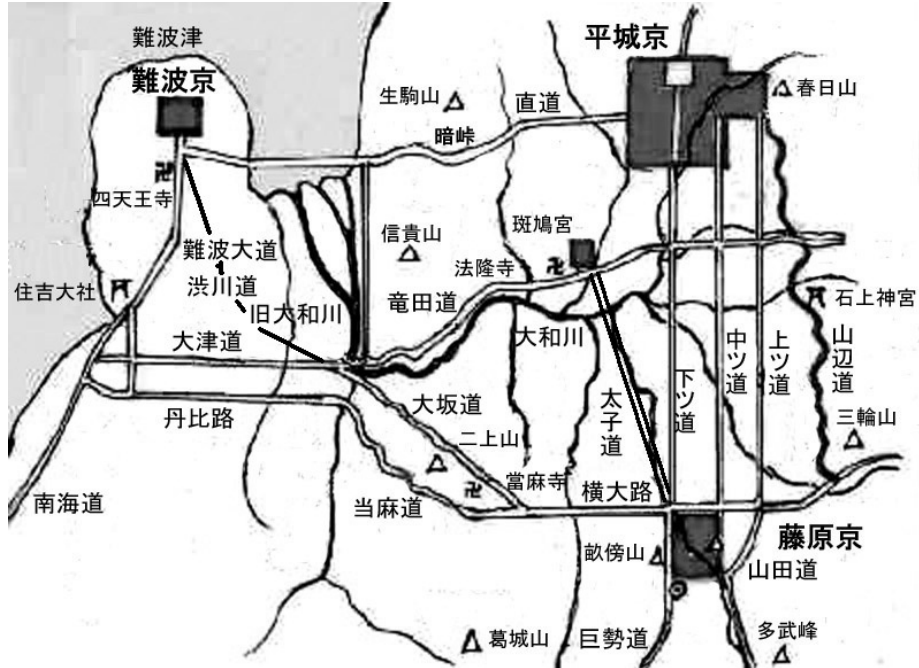 難波津
難波京
平城京
生駒山
直道
春日山
暗峠
四天王寺
斑鳩宮
難波大道
信貴山
法隆寺
渋川道
住吉大社
竜田道
石上神宮
旧大和川
大和川
大津道
中ツ道
上ツ道
山辺道
下ツ道
太子道
大坂道
丹比路
二上山
三輪山
當麻寺
横大路
南海道
当麻道
藤原京
畝傍山
山田道
葛城山
巨勢道
多武峰